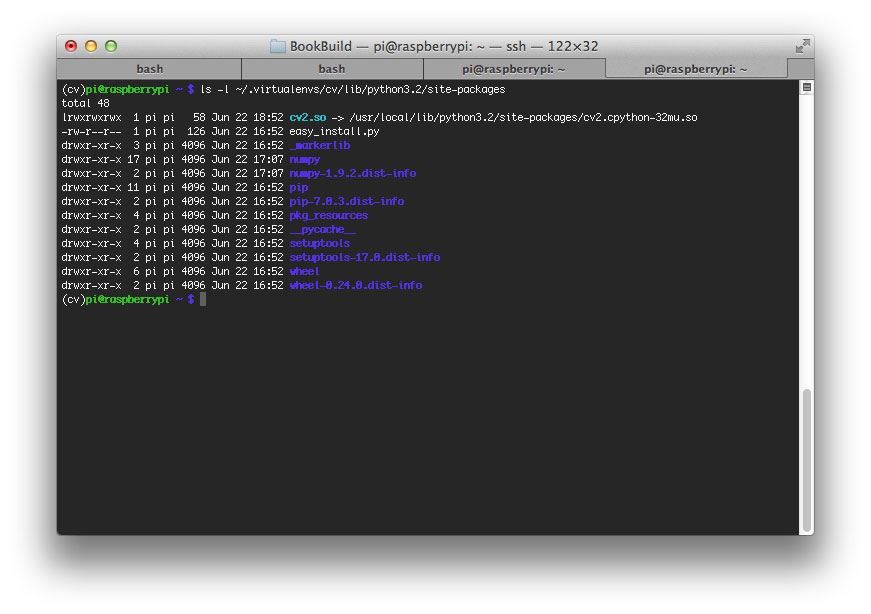 BookBuild — pi@raspberrypi: ~ — ssh — 122×32
bash bash pi@raspberrypi: ~ pi@raspberrypi: ~
(cv)pi@raspberrypi ~ $ ls -l ~/.virtualenvs/cv/lib/python3.2/site-packages
total 48
lrwxrwxrwx  1 pi pi   58 Jun 22 18:52 cv2.so -> /usr/local/lib/python3.2/site-packages/cv2.cpython-32mu.so
-rw-r--r--  1 pi pi  126 Jun 22 16:52 easy_install.py
drwxr-xr-x  3 pi pi 4096 Jun 22 16:52 _markerlib
drwxr-xr-x 17 pi pi 4096 Jun 22 17:07 numpy
drwxr-xr-x  2 pi pi 4096 Jun 22 17:07 numpy-1.9.2.dist-info
drwxr-xr-x 11 pi pi 4096 Jun 22 16:52 pip
drwxr-xr-x  2 pi pi 4096 Jun 22 16:52 pip-7.0.3.dist-info
drwxr-xr-x  4 pi pi 4096 Jun 22 16:52 pkg_resources
drwxr-xr-x  2 pi pi 4096 Jun 22 16:52 __pycache__
drwxr-xr-x  4 pi pi 4096 Jun 22 16:52 setuptools
drwxr-xr-x  2 pi pi 4096 Jun 22 16:52 setuptools-17.0.dist-info
drwxr-xr-x  6 pi pi 4096 Jun 22 16:52 wheel
drwxr-xr-x  2 pi pi 4096 Jun 22 16:52 wheel-0.24.0.dist-info
(cv)pi@raspberrypi ~ $